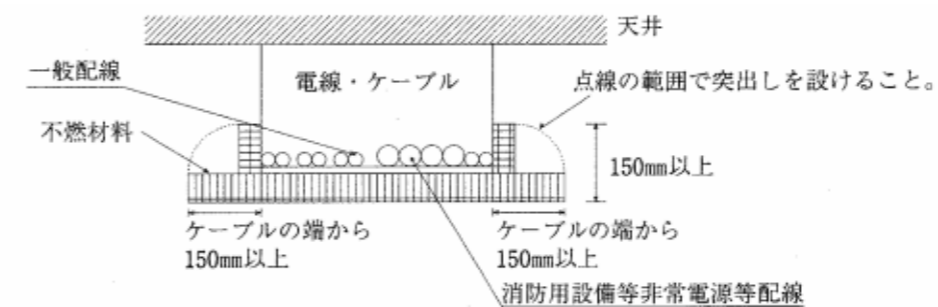 天井
一般配線
電線・ケーブル
点線の範囲で突出しを設けること。
不燃材料
150mm以上
ケーブルの端から
150mm以上
ケーブルの端から
150mm以上
消防用設備等非常電源等配線